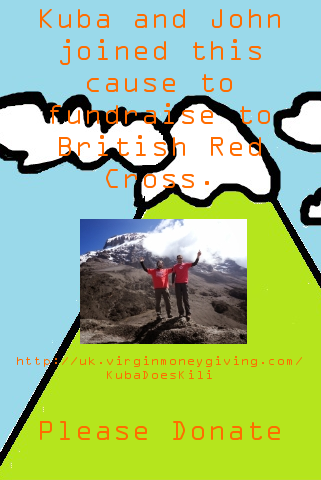 Kuba and John
joined this
cause to
fundraise to
British Red
Cross.
http://uk.virginmoneygiving.com/
KubaDoesKili
Please Donate